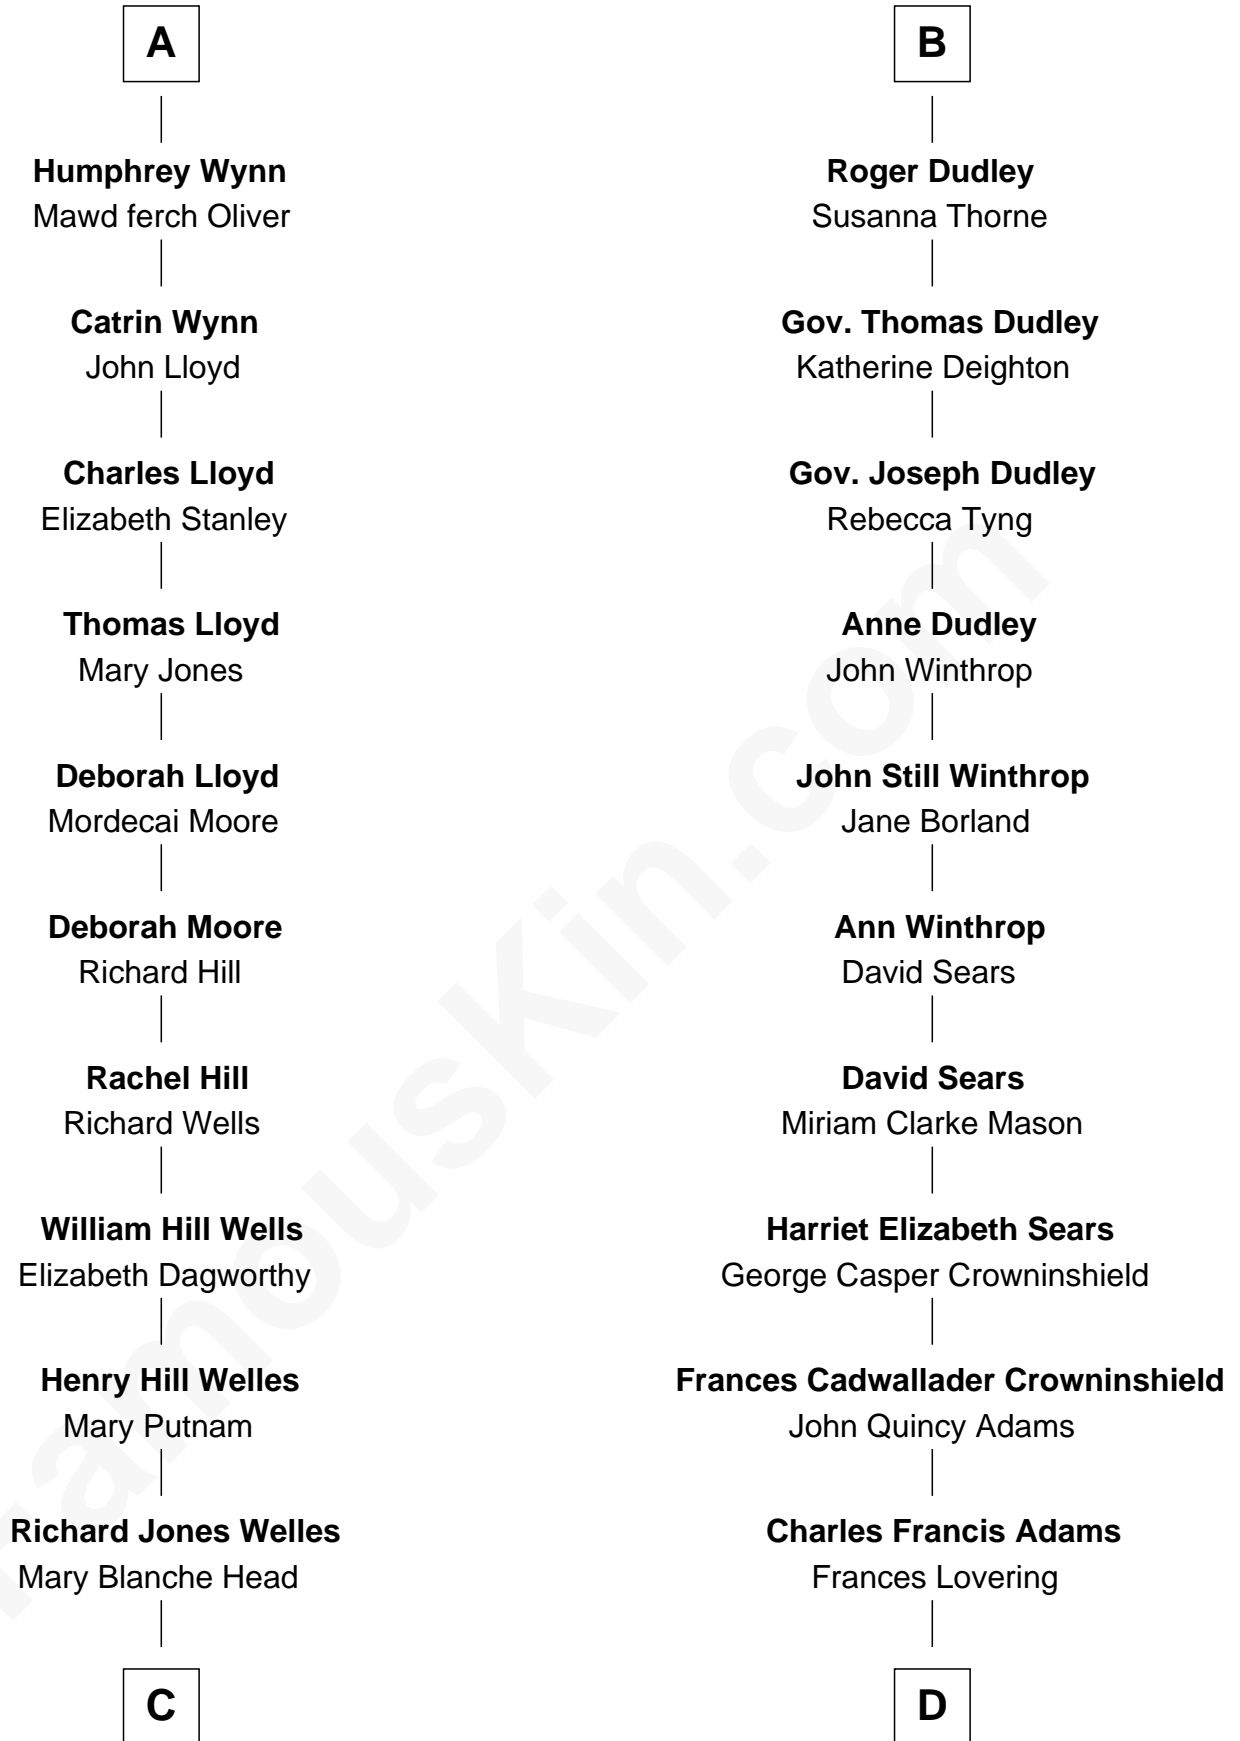 A
Humphrey Wynn
Mawd ferch Oliver
Catrin Wynn
John Lloyd
Charles Lloyd
Elizabeth Stanley
Thomas Lloyd
Mary Jones
Deborah Lloyd
Mordecai Moore
Deborah Moore
Richard Hill
Rachel Hill
Richard Wells
William Hill Wells
Elizabeth Dagworthy
Henry Hill Welles
Mary Putnam
Richard Jones Welles
Mary Blanche Head
C
B
Roger Dudley
Susanna Thorne
Gov. Thomas Dudley
Katherine Deighton
Gov. Joseph Dudley
Rebecca Tyng
Anne Dudley
John Winthrop
John Still Winthrop
Jane Borland
Ann Winthrop
David Sears
David Sears
Miriam Clarke Mason
Harriet Elizabeth Sears
George Casper Crowninshield
Frances Cadwallader Crowninshield
John Quincy Adams
Charles Francis Adams
Frances Lovering
D
FamousKin.com